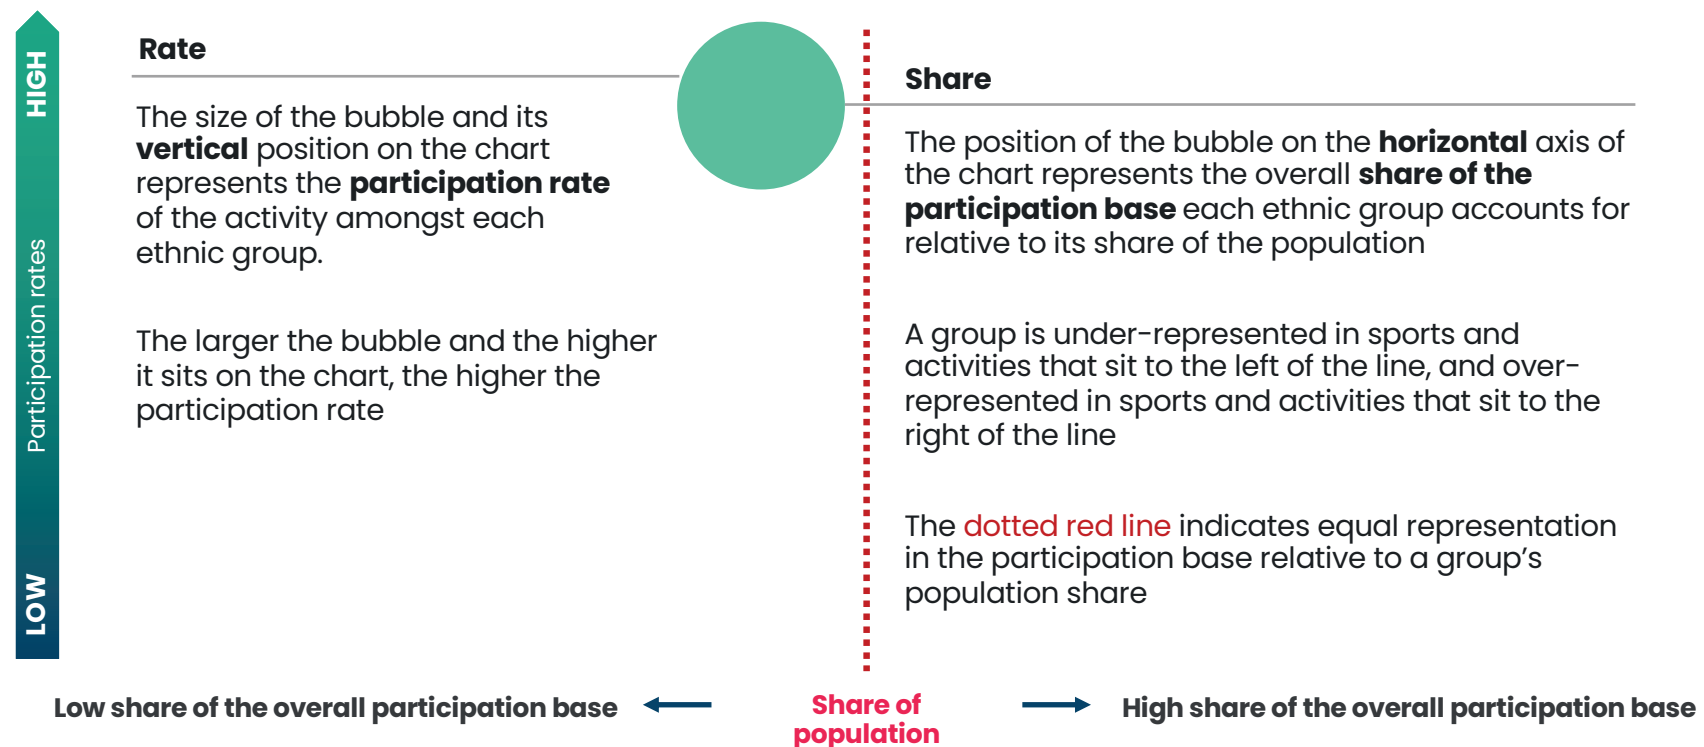 HIGH
Participation rates
LOW
Rate
The size of the bubble and its
vertical position on the chart
represents the participation rate
of the activity amongst each
ethnic group.
The larger the bubble and the higher
it sits on the chart, the higher the
participation rate
Share
The position of the bubble on the horizontal axis of
the chart represents the overall share of the
participation base each ethnic group accounts for
relative to its share of the population
A group is under-represented in sports and
activities that sit to the left of the line, and over-
represented in sports and activities that sit to the
right of the line
The dotted red line indicates equal representation
in the participation base relative to a group’s
population share
Low share of the overall participation base
Share of
population
High share of the overall participation base